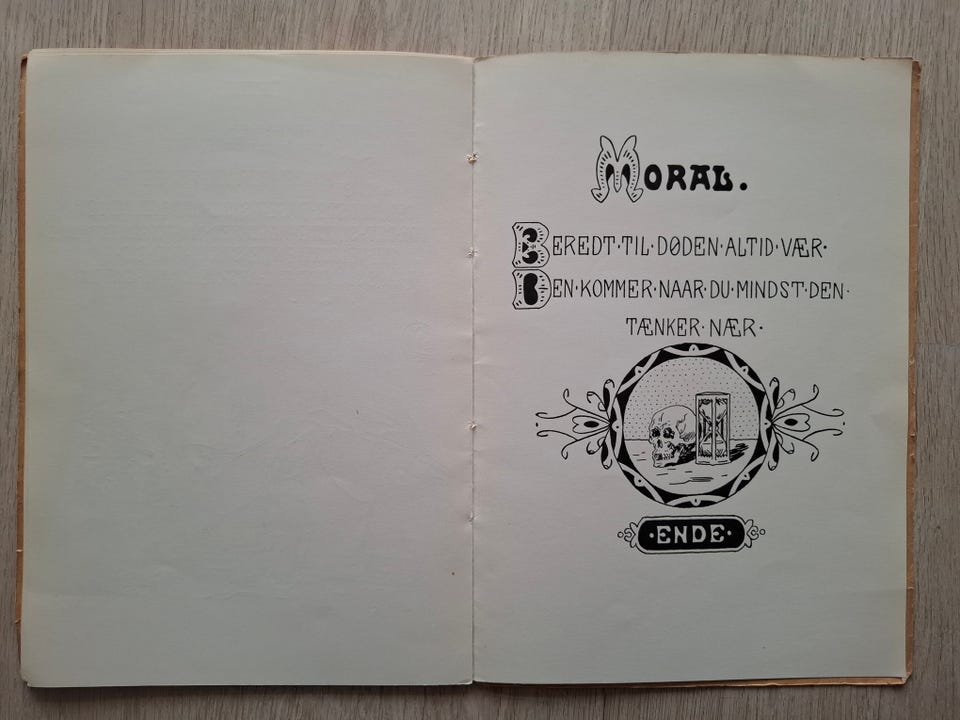 MORAL.
BEREDT·TIL·DØDEN·ALTID·VÆR·
DEN·KOMMER·NAAR·DU·MINDST·DEN·
TÆNKER·NÆR·
·ENDE·